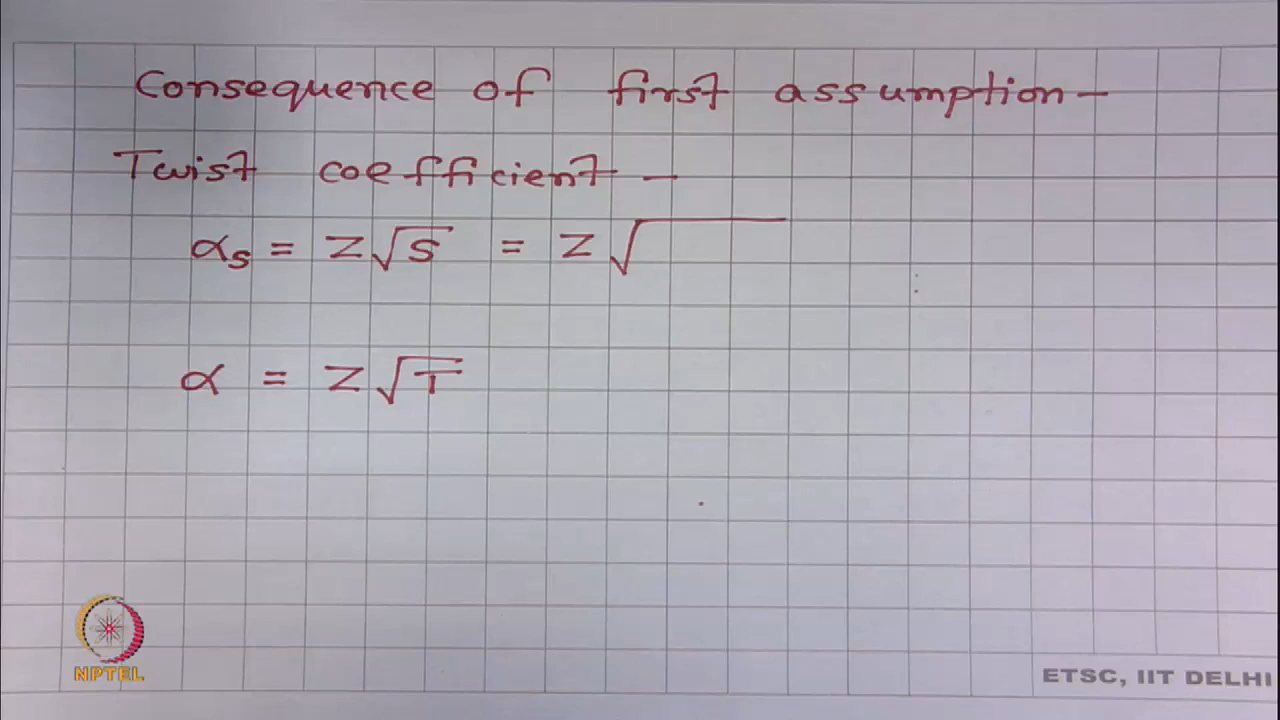 Consequence of first assumption -
Twist coefficient -
αs = Z√S = Z√
α = Z√T
NPTEL
ETSC, IIT DELHI